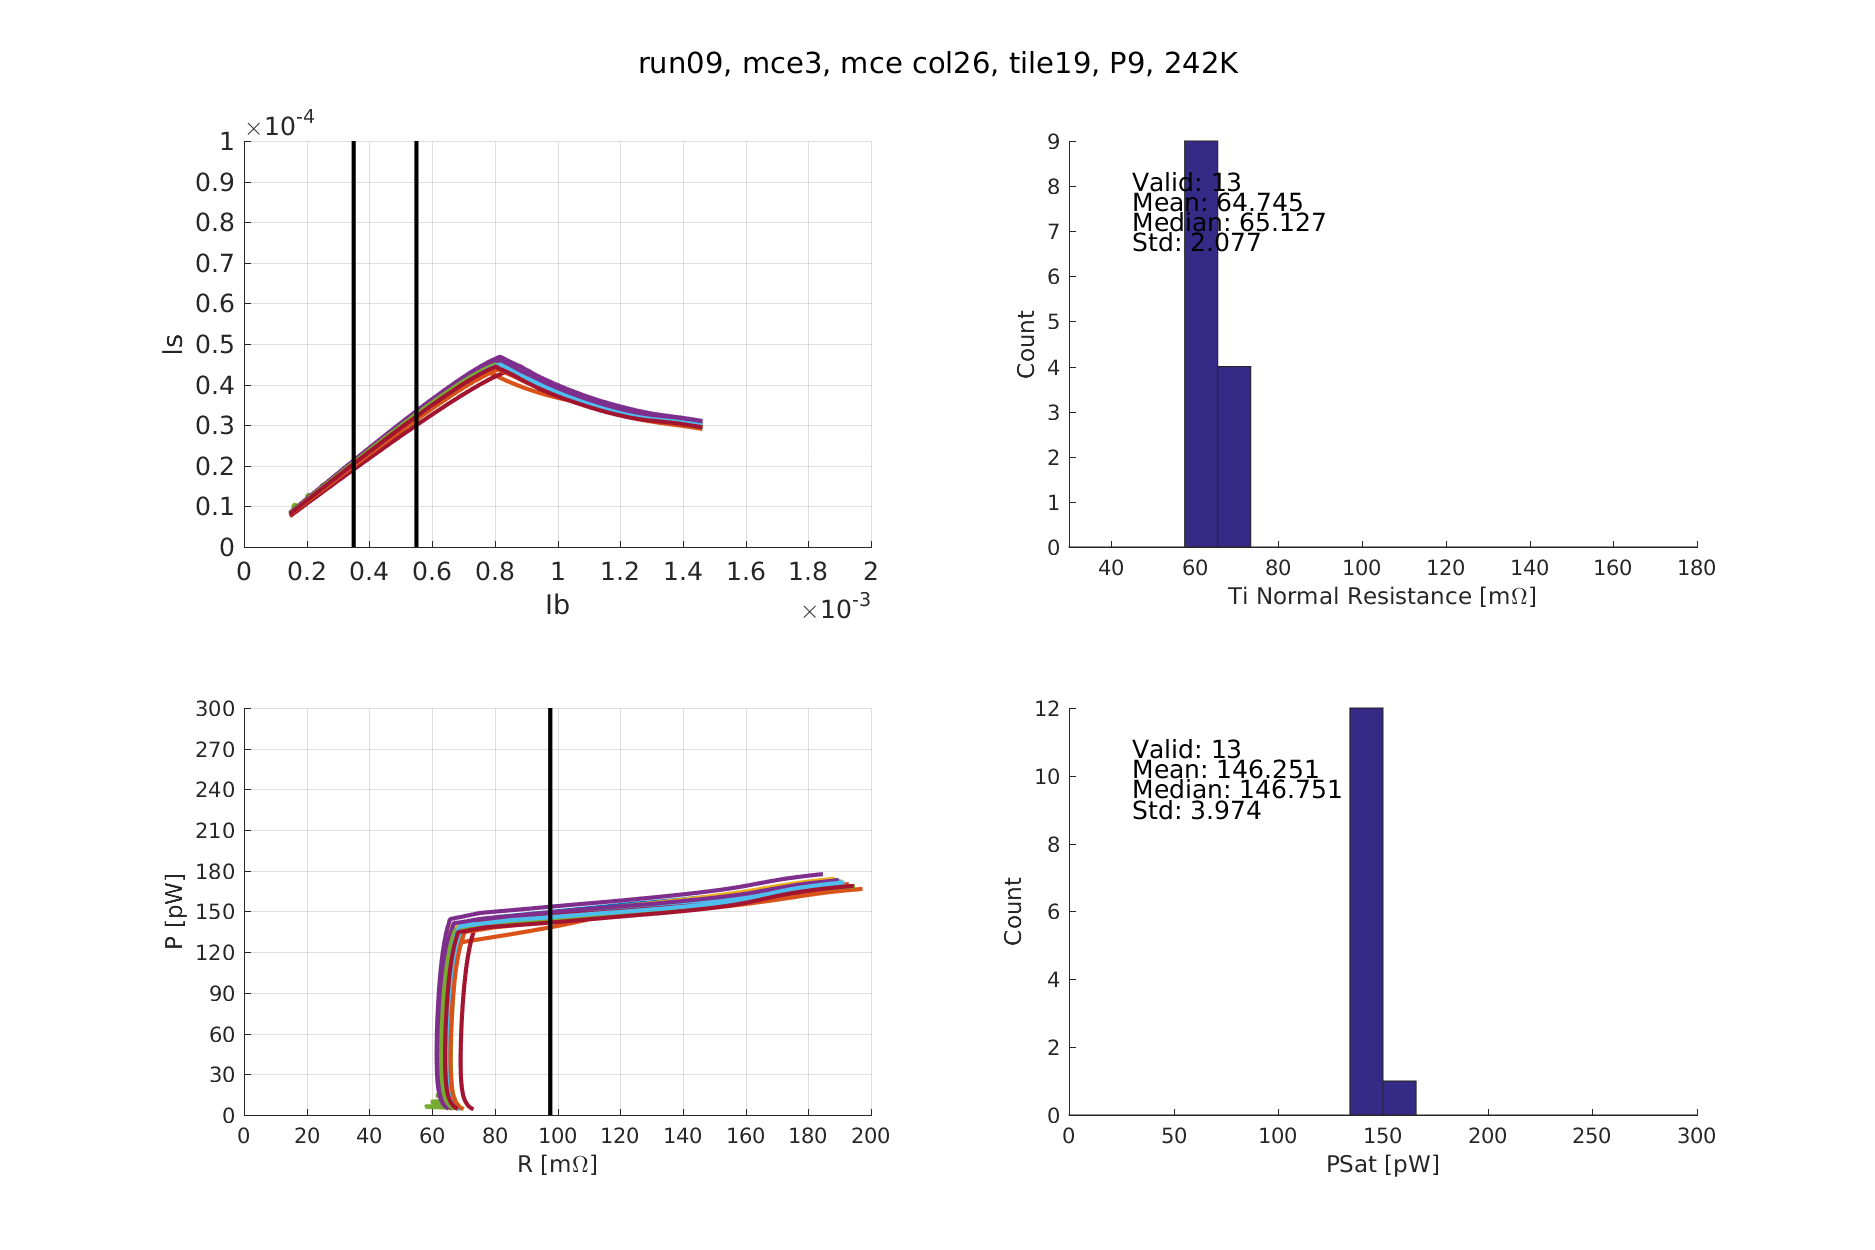 run09, mce3, mce col26, tile19, P9, 242K
×10-4
1
0.9
0.8
0.7
0.6
0.5
0.4
0.3
0.2
0.1
0
Is
0 0.2 0.4 0.6 0.8 1 1.2 1.4 1.6 1.8 2
Ib
×10-3
9
8
7
6
5
4
3
2
1
0
Count
Valid: 13
Mean: 64.745
Median: 65.127
Std: 2.077
40 60 80 100 120 140 160 180
Ti Normal Resistance [mΩ]
300
270
240
210
180
150
120
90
60
30
0
P [pW]
0 20 40 60 80 100 120 140 160 180 200
R [mΩ]
12
10
8
6
4
2
0
Count
Valid: 13
Mean: 146.251
Median: 146.751
Std: 3.974
0 50 100 150 200 250 300
PSat [pW]